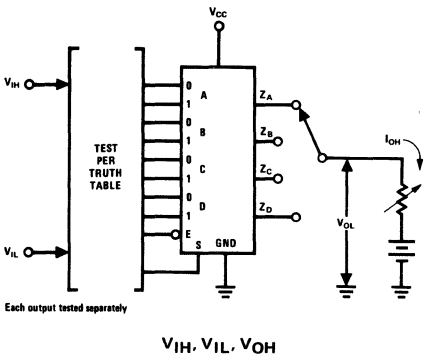 VCC
VIH
VIL
TEST
PER
TRUTH
TABLE
0
A
1
0
B
1
0
C
1
0
D
1
E
S GND
ZA
ZB
ZC
ZD
IOH
VOL
Each output tested separately
VIH, VIL, VOH